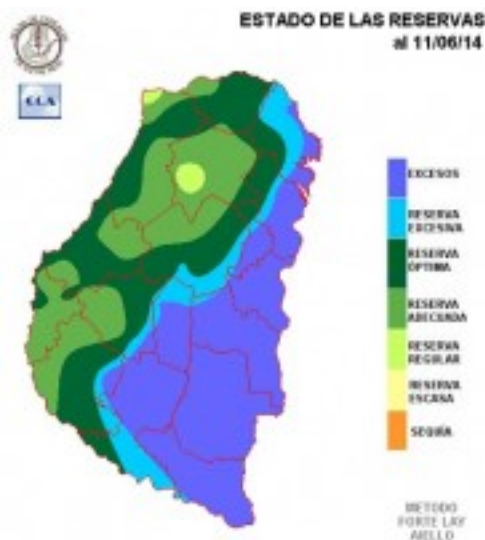 ESTADO DE LAS RESERVAS
al 11/06/14
CCA
EXCESOS
RESERVA
EXCESIVA
RESERVA
ÓPTIMA
RESERVA
ADECUADA
RESERVA
REGULAR
RESERVA
ESCASA
SEQUÍA
METODO
FORTE LAY
AIELLO